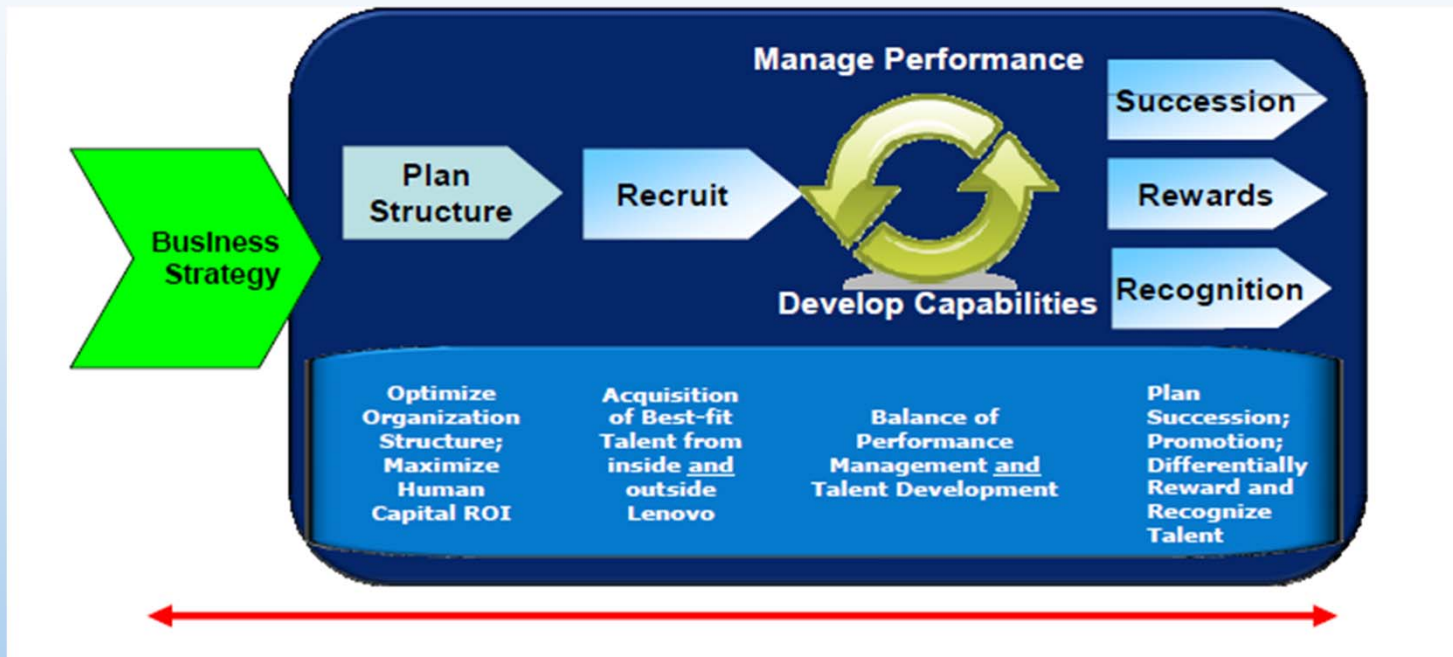 Manage Performance
Succession
Plan
Structure
Recruit
Rewards
Business
Strategy
Develop Capabilities
Recognition
Optimize
Organization
Structure;
Maximize
Human
Capital ROI
Acquisition
of Best-fit
Talent from
inside and
outside
Lenovo
Balance of
Performance
Management and
Talent Development
Plan
Succession;
Promotion;
Differentially
Reward and
Recognize
Talent